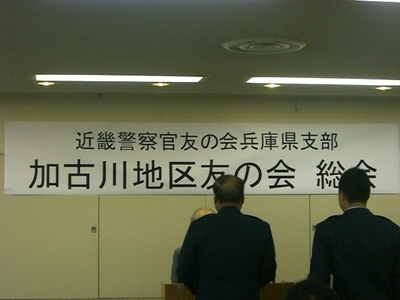 近畿警察官友の会兵庫県支部
加古川地区友の会 総会